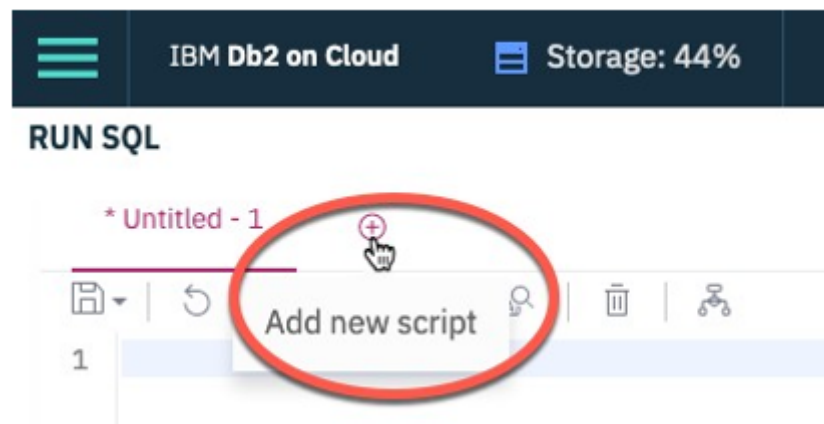 IBM Db2 on Cloud Storage: 44%
RUN SQL
* Untitled - 1
Add new script
1